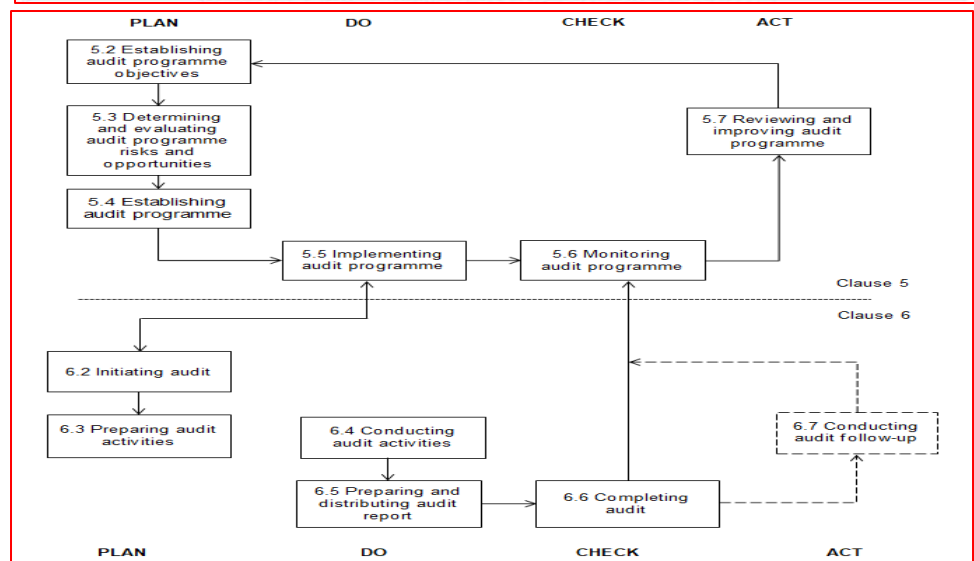 PLAN
DO
CHECK
ACT
5.2 Establishing
audit programme
objectives
5.3 Determining
and evaluating
audit programme
risks and
opportunities
5.7 Reviewing and
improving audit
programme
5.4 Establishing
audit programme
5.5 Implementing
audit programme
5.6 Monitoring
audit programme
Clause 5
Clause 6
6.2 Initiating audit
6.3 Preparing audit
activities
6.4 Conducting
audit activities
6.7 Conducting
audit follow-up
6.5 Preparing and
distributing audit
report
6.6 Completing
audit
PLAN
DO
CHECK
ACT